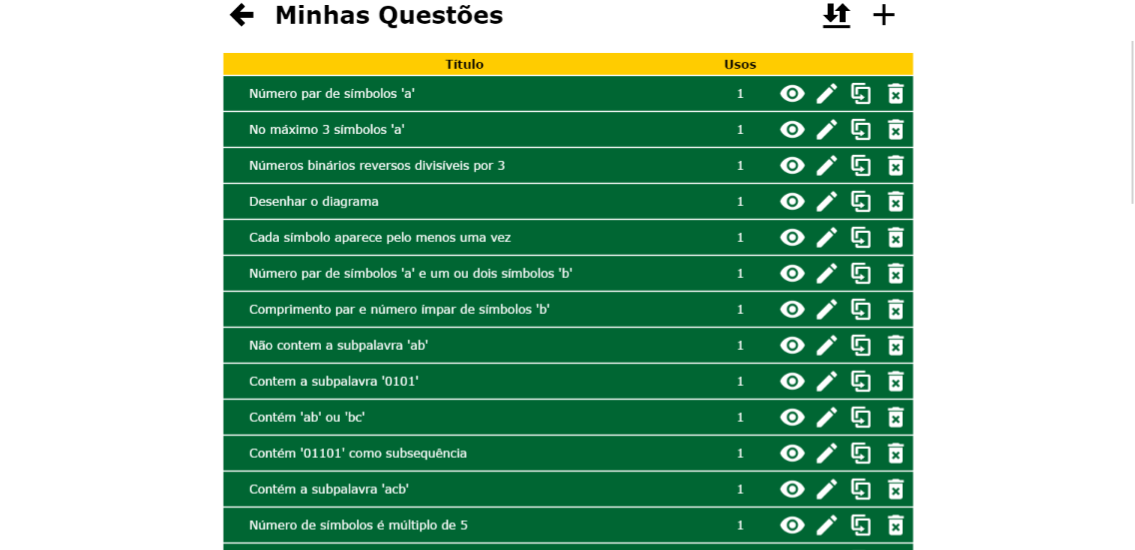 Minhas Questões
Título Usos
Número par de símbolos 'a' 1
No máximo 3 símbolos 'a' 1
Números binários reversos divisíveis por 3 1
Desenhar o diagrama 1
Cada símbolo aparece pelo menos uma vez 1
Número par de símbolos 'a' e um ou dois símbolos 'b' 1
Comprimento par e número ímpar de símbolos 'b' 1
Não contem a subpalavra 'ab' 1
Contem a subpalavra '0101' 1
Contém 'ab' ou 'bc' 1
Contém '01101' como subsequência 1
Contém a subpalavra 'acb' 1
Número de símbolos é múltiplo de 5 1